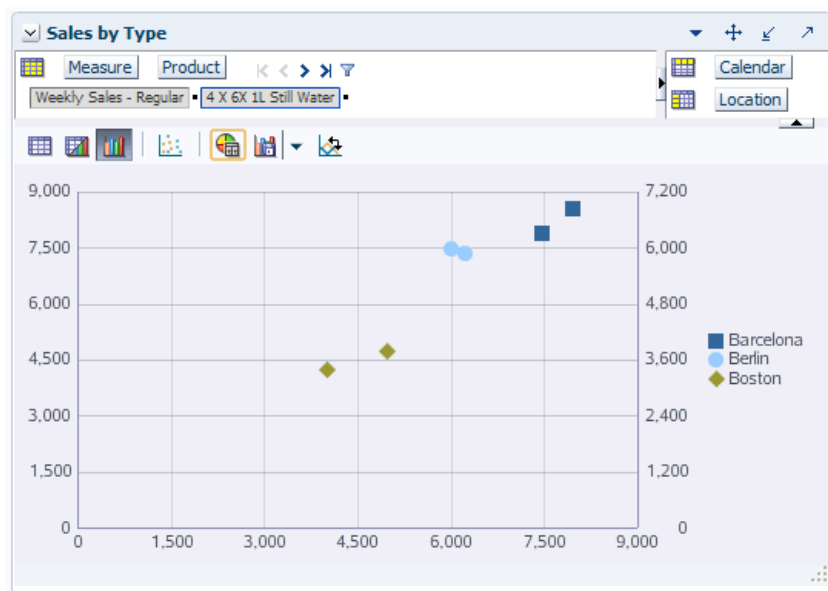 Sales by Type
Measure Product
Calendar
Weekly Sales - Regular 4 X 6X 1L Still Water
Location
9,000 7,200
7,500 6,000
6,000 4,800
4,500 3,600
3,000 2,400
1,500 1,200
0 0
0 1,500 3,000 4,500 6,000 7,500 9,000
Barcelona
Berlin
Boston